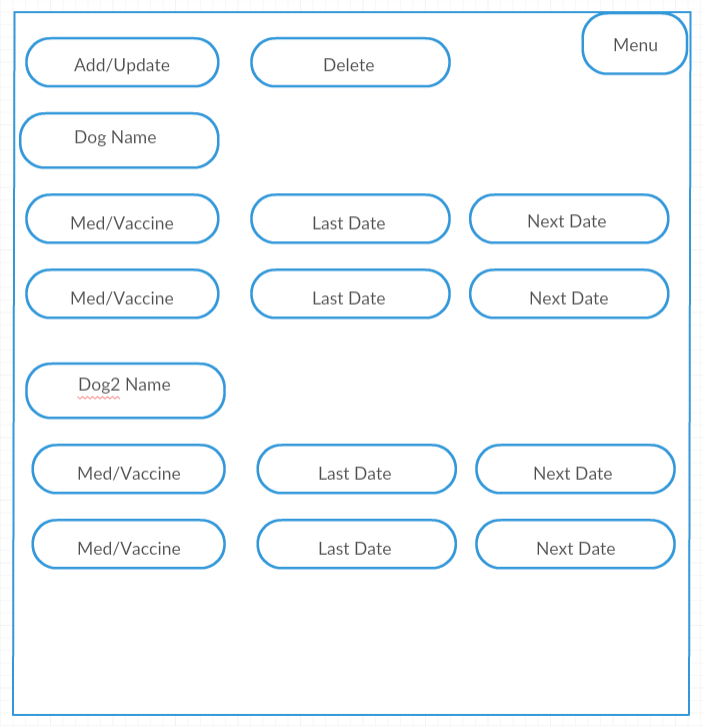 Menu
Add/Update Delete
Dog Name
Med/Vaccine Last Date Next Date
Med/Vaccine Last Date Next Date
Dog2 Name
Med/Vaccine Last Date Next Date
Med/Vaccine Last Date Next Date